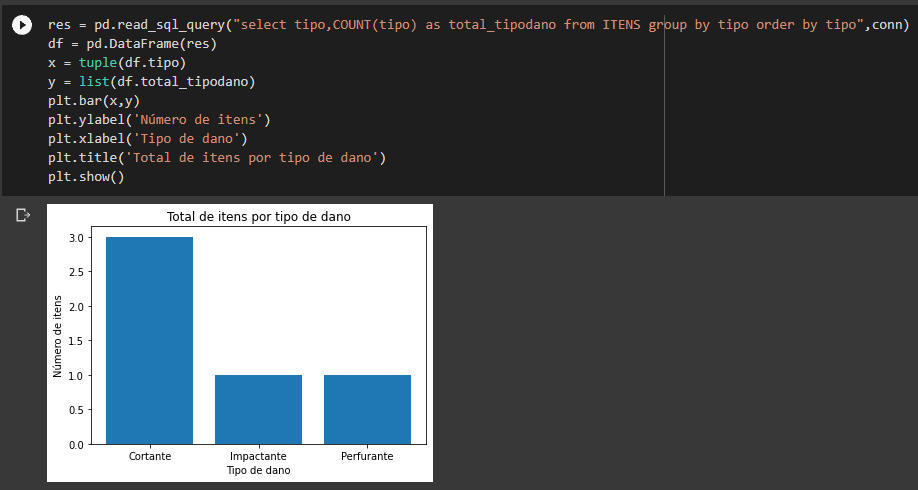 res = pd.read_sql_query("select tipo,COUNT(tipo) as total_tipodano from ITENS group by tipo order by tipo",conn)
df = pd.DataFrame(res)
x = tuple(df.tipo)
y = list(df.total_tipodano)
plt.bar(x,y)
plt.ylabel('Número de itens')
plt.xlabel('Tipo de dano')
plt.title('Total de itens por tipo de dano')
plt.show()
Total de itens por tipo de dano
Número de itens
3.0
2.5
2.0
1.5
1.0
0.5
0.0
Cortante Impactante Perfurante
Tipo de dano